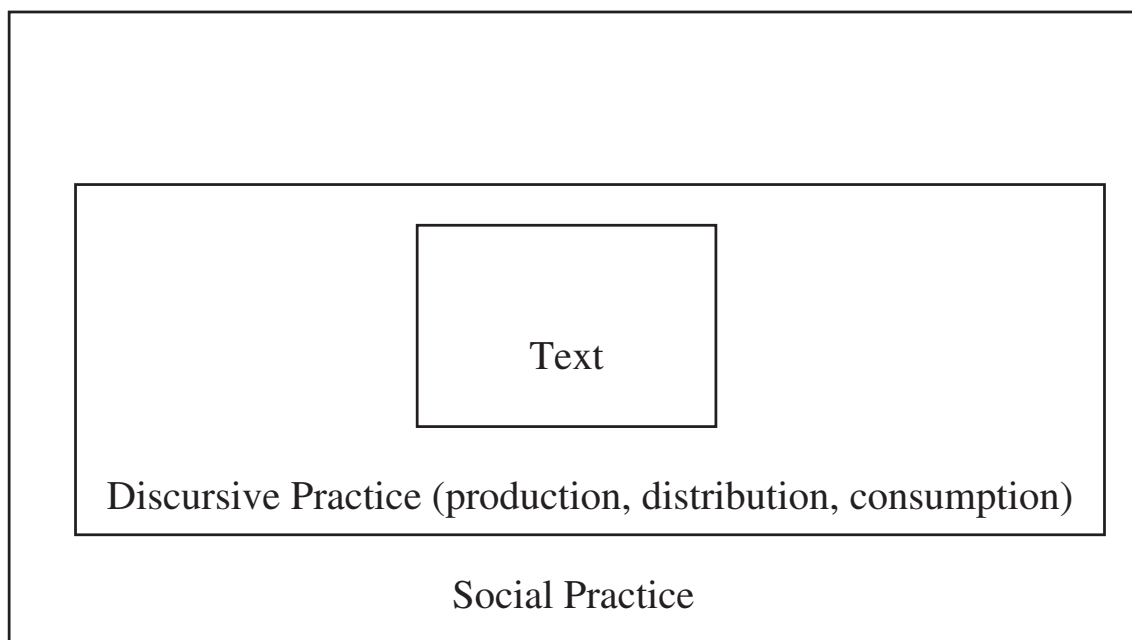 Text
Discursive Practice (production, distribution, consumption)
Social Practice